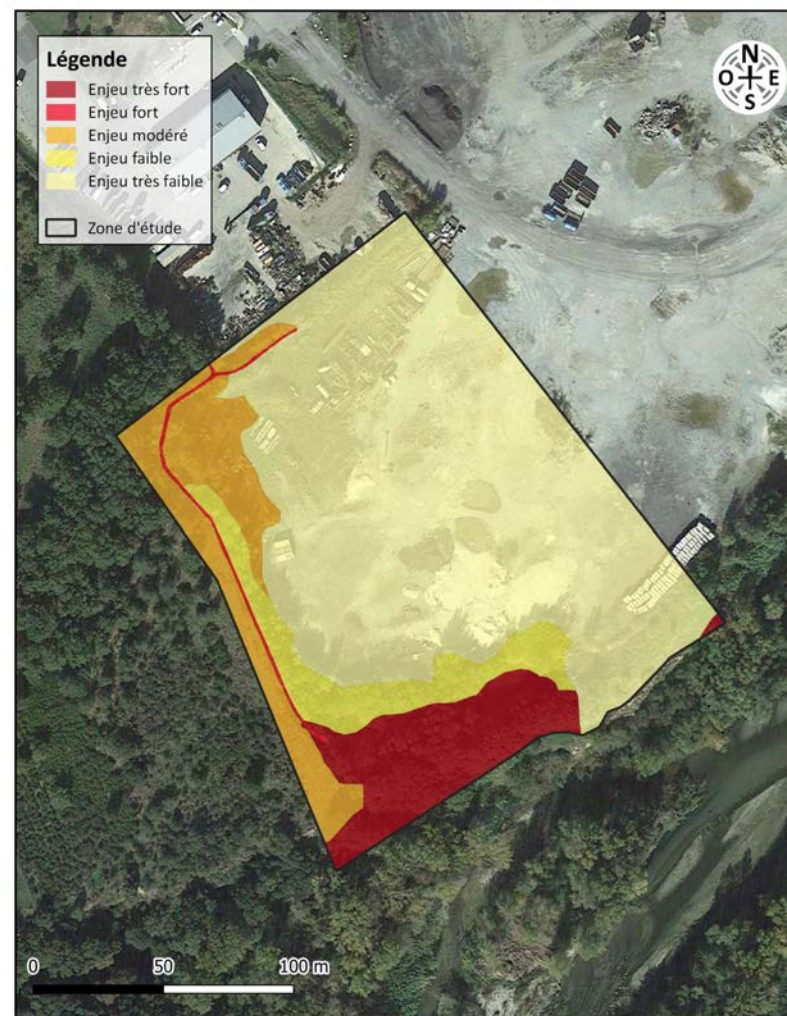 Légende
Enjeu très fort
Enjeu fort
Enjeu modéré
Enjeu faible
Enjeu très faible
Zone d'étude
N
O E
S
0 50 100 m